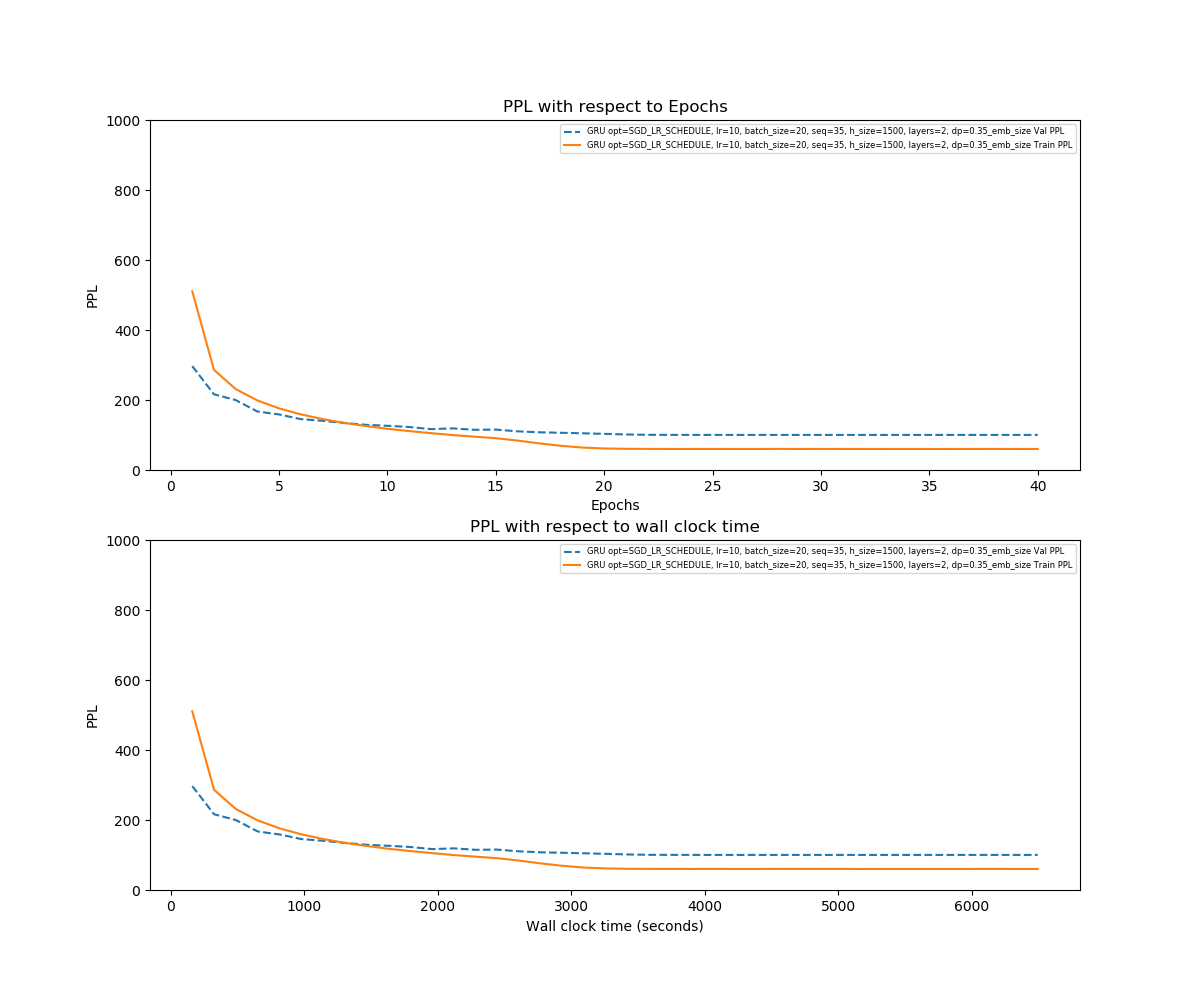 PPL with respect to Epochs
1000
800
600
400
200
0
PPL
GRU opt=SGD_LR_SCHEDULE, lr=10, batch_size=20, seq=35, h_size=1500, layers=2, dp=0.35_emb_size Val PPL
GRU opt=SGD_LR_SCHEDULE, lr=10, batch_size=20, seq=35, h_size=1500, layers=2, dp=0.35_emb_size Train PPL
0 5 10 15 20 25 30 35 40
Epochs
PPL with respect to wall clock time
1000
800
600
400
200
0
PPL
GRU opt=SGD_LR_SCHEDULE, lr=10, batch_size=20, seq=35, h_size=1500, layers=2, dp=0.35_emb_size Val PPL
GRU opt=SGD_LR_SCHEDULE, lr=10, batch_size=20, seq=35, h_size=1500, layers=2, dp=0.35_emb_size Train PPL
0 1000 2000 3000 4000 5000 6000
Wall clock time (seconds)